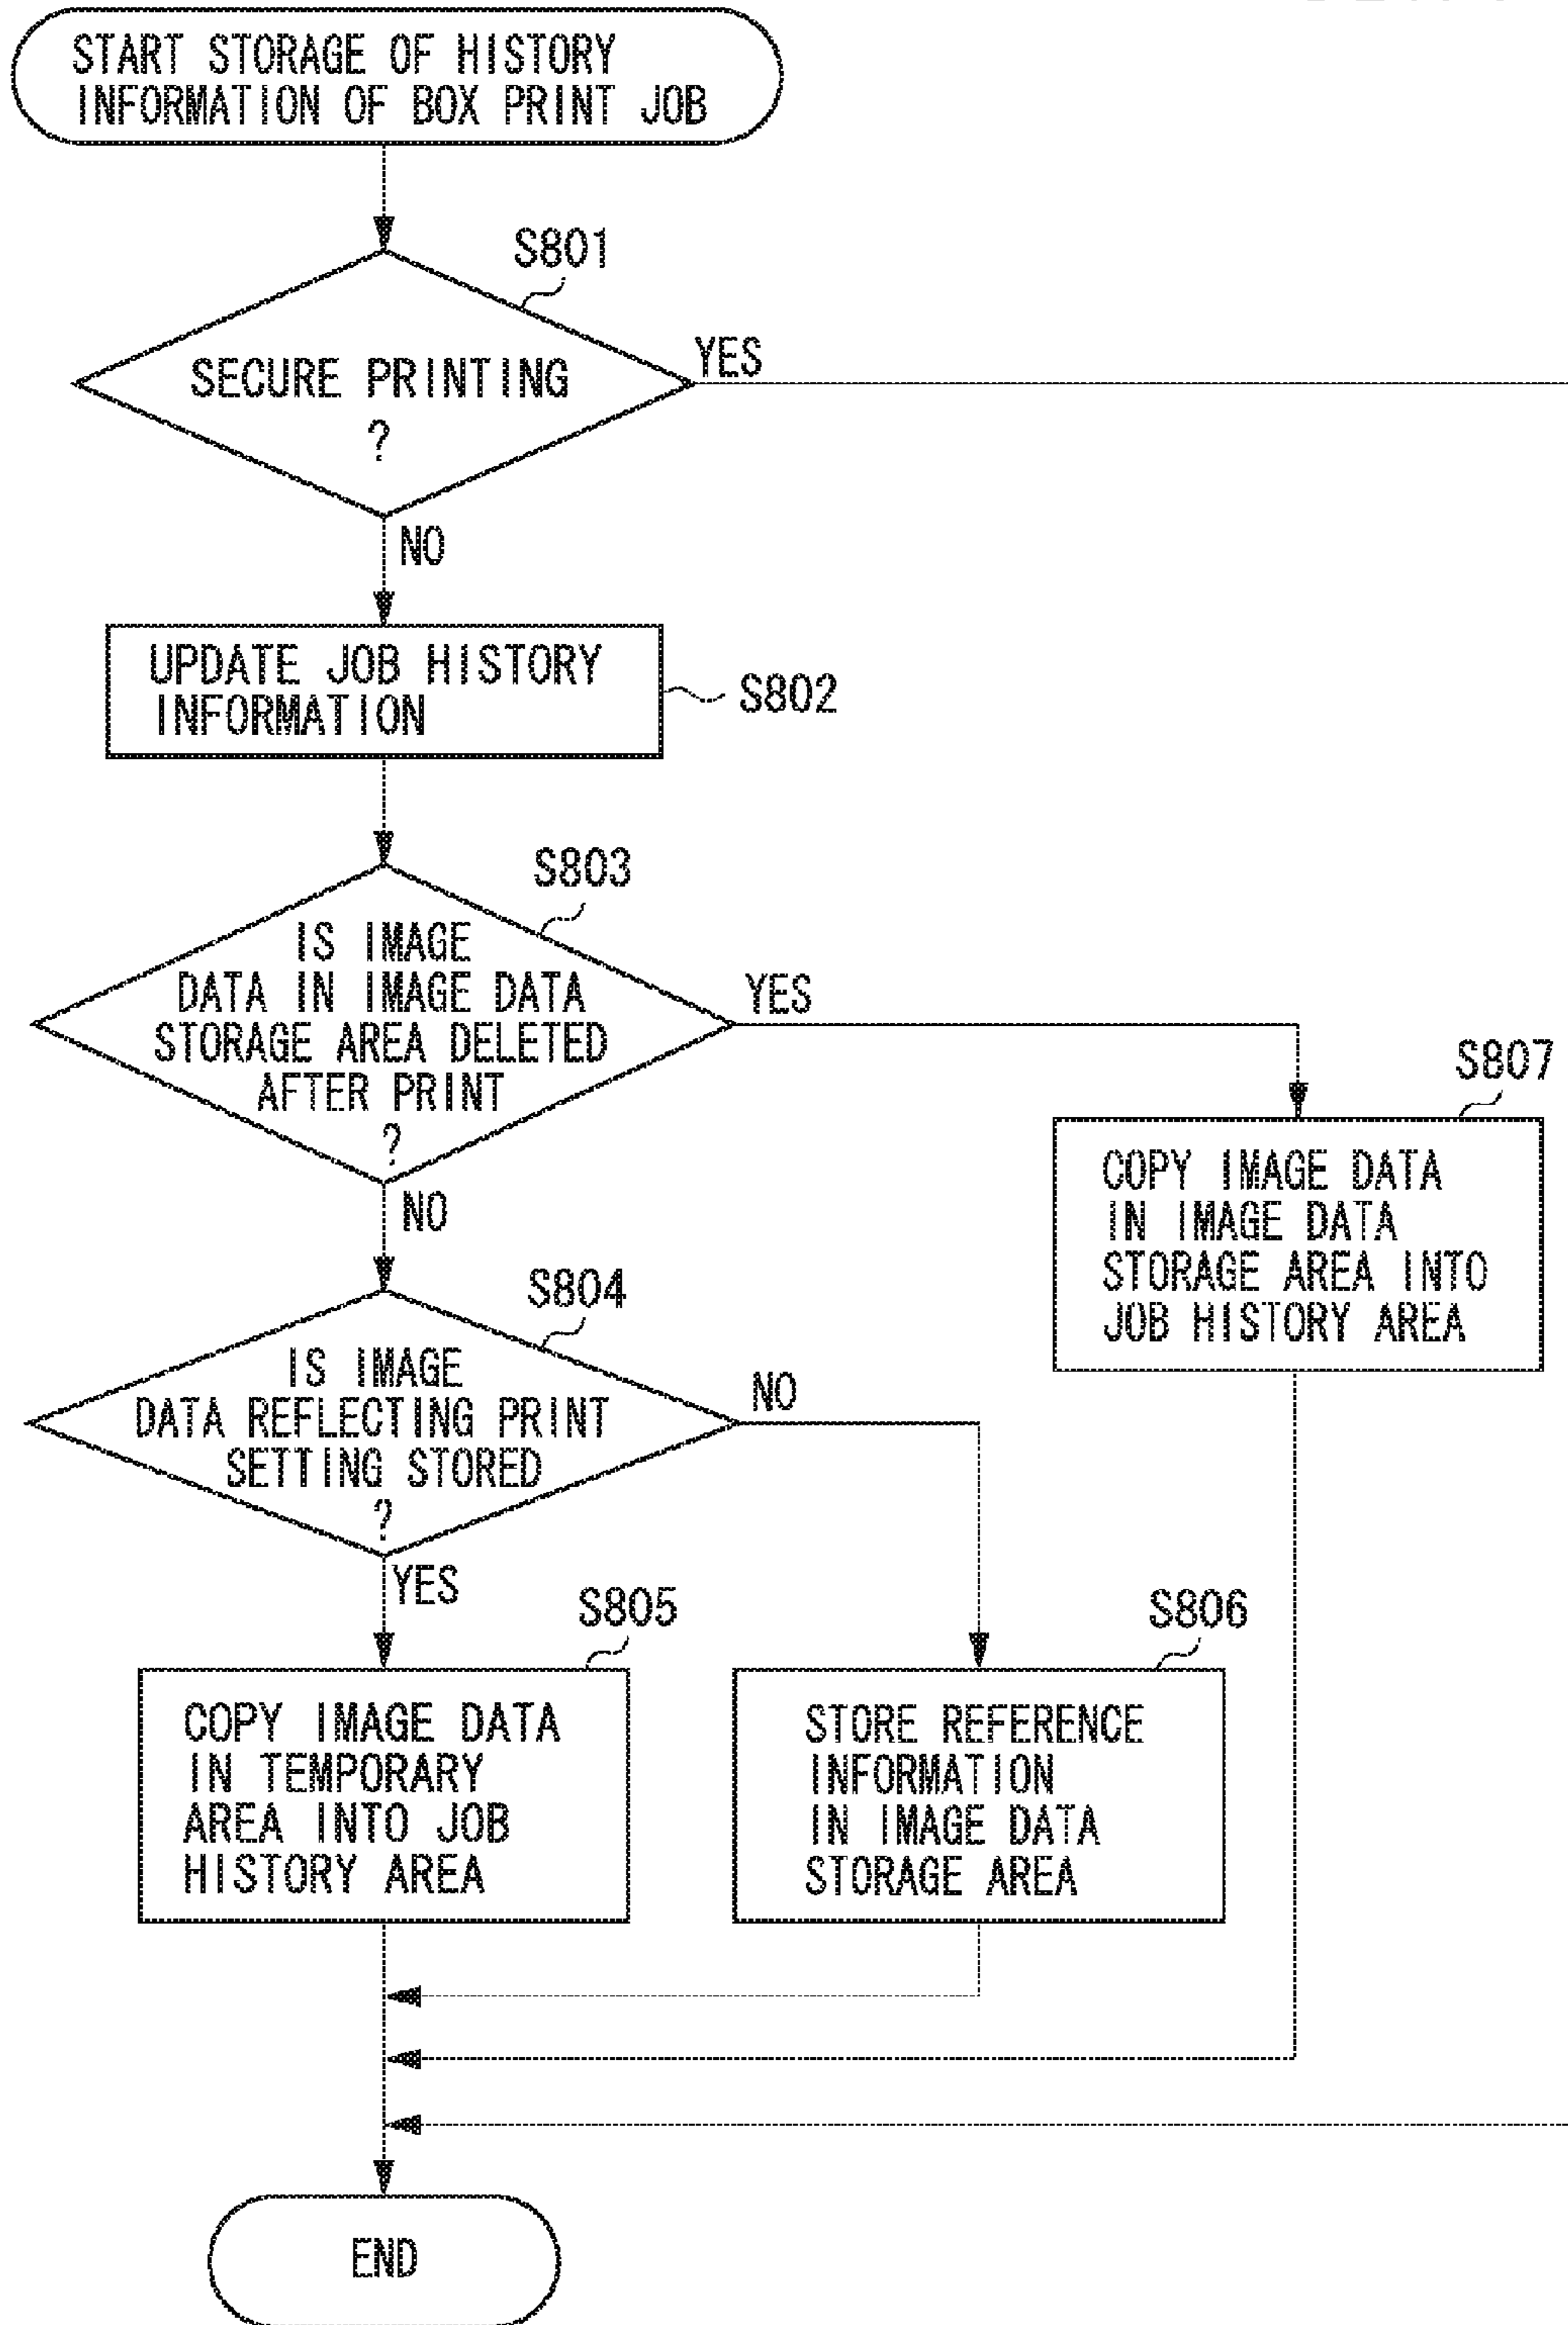 START STORAGE OF HISTORY
INFORMATION OF BOX PRINT JOB
S801
SECURE PRINTING
?
YES
NO
UPDATE JOB HISTORY
INFORMATION
S802
S803
IS IMAGE
DATA IN IMAGE DATA
STORAGE AREA DELETED
AFTER PRINT
?
YES
NO
S807
COPY IMAGE DATA
IN IMAGE DATA
STORAGE AREA INTO
JOB HISTORY AREA
S804
IS IMAGE
DATA REFLECTING PRINT
SETTING STORED
?
NO
YES
S805
COPY IMAGE DATA
IN TEMPORARY
AREA INTO JOB
HISTORY AREA
S806
STORE REFERENCE
INFORMATION
IN IMAGE DATA
STORAGE AREA
END